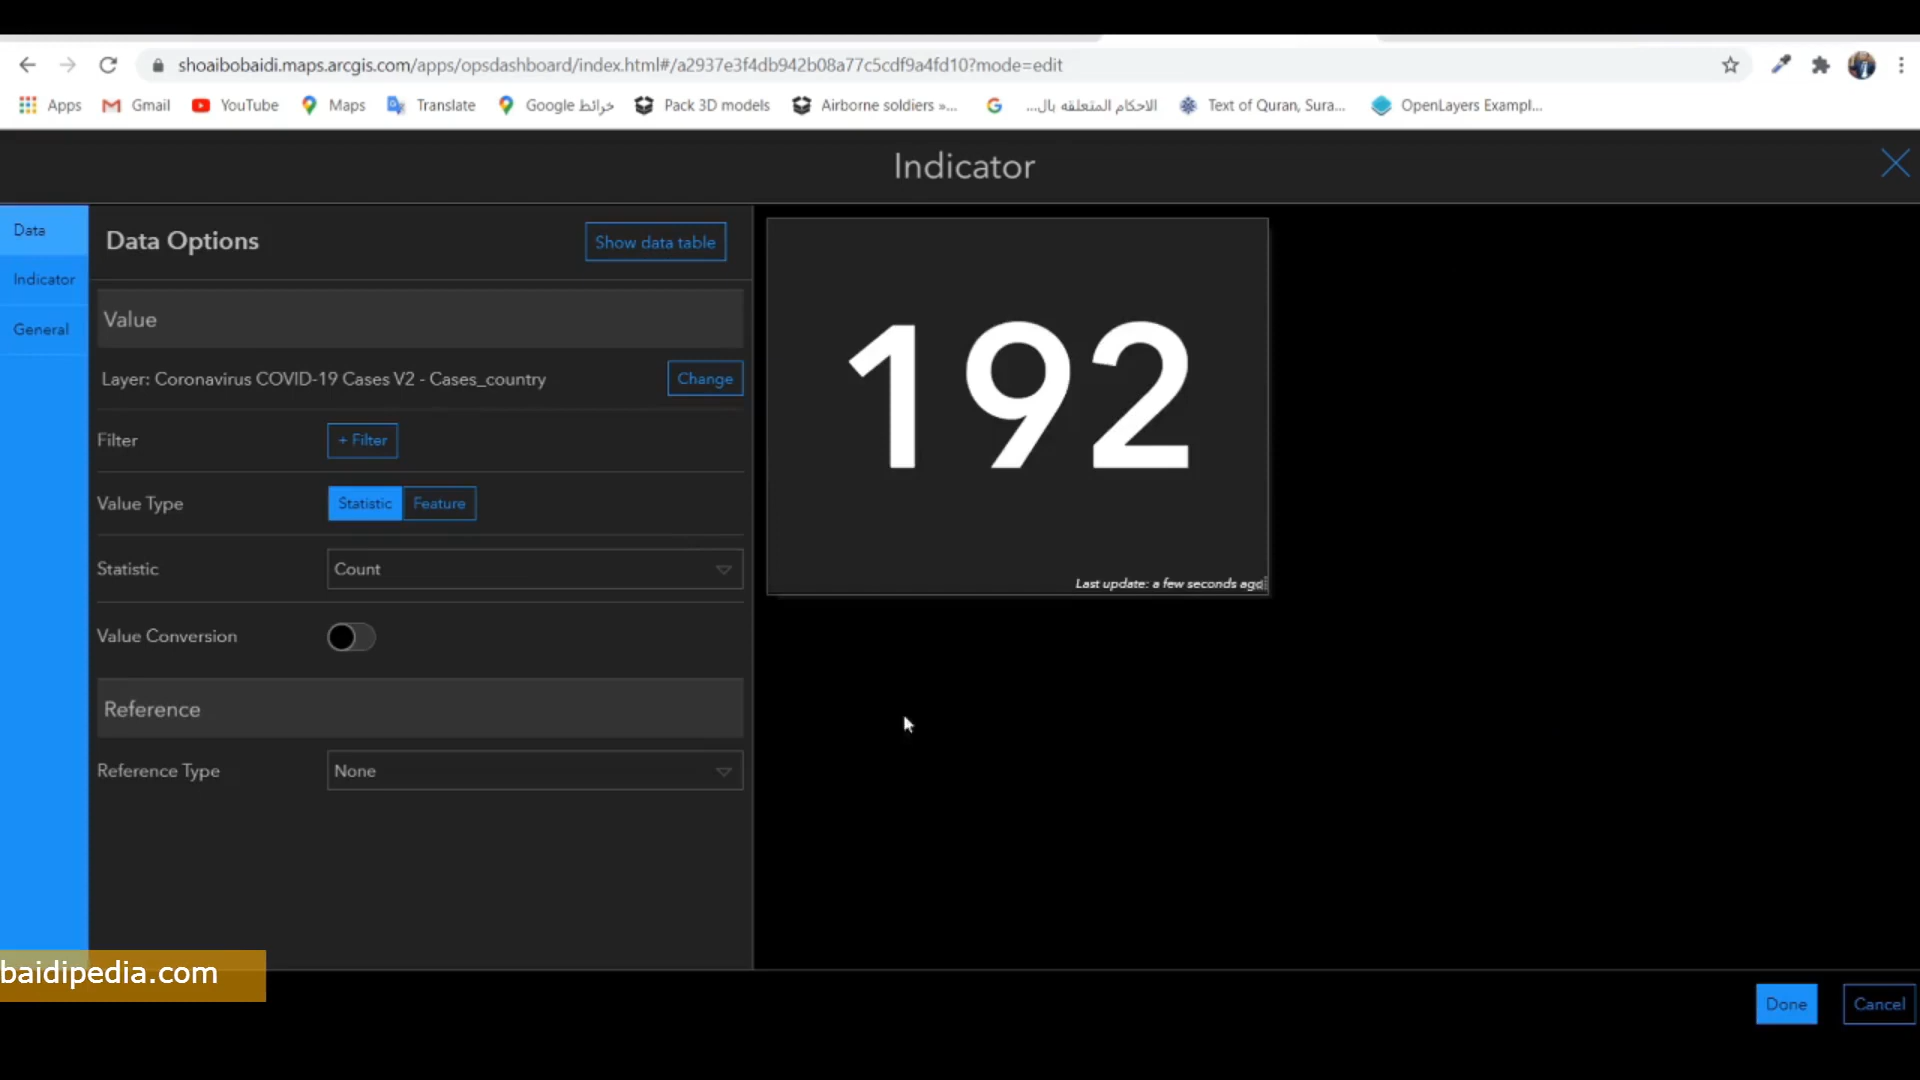 shoaibobaidi.maps.arcgis.com/apps/opsdashboard/index.html#/a2937e3f4db942b08a77c5cdf9a4fd10?mode=edit
Apps Gmail YouTube Maps Translate Google خرائط Pack 3D models Airborne soldiers »... الاحكام المتعلقه بال... Text of Quran, Sura... OpenLayers Exampl...
Indicator
Data
Indicator
General
Data Options Show data table
Value
Layer: Coronavirus COVID-19 Cases V2 - Cases_country Change
Filter + Filter
Value Type Statistic Feature
Statistic Count
Value Conversion
Reference
Reference Type None
192
Last update: a few seconds ago
baidipedia.com
Done Cancel